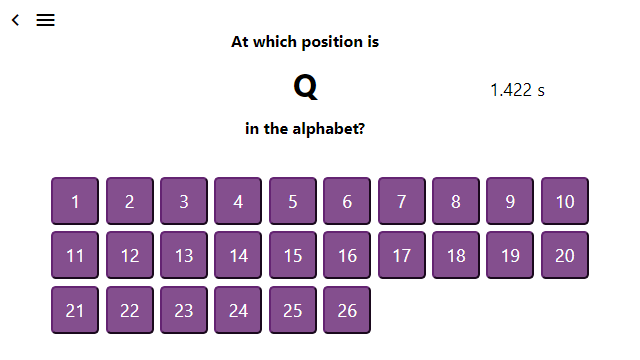 At which position is
Q
1.422 s
in the alphabet?
1 2 3 4 5 6 7 8 9 10
11 12 13 14 15 16 17 18 19 20
21 22 23 24 25 26